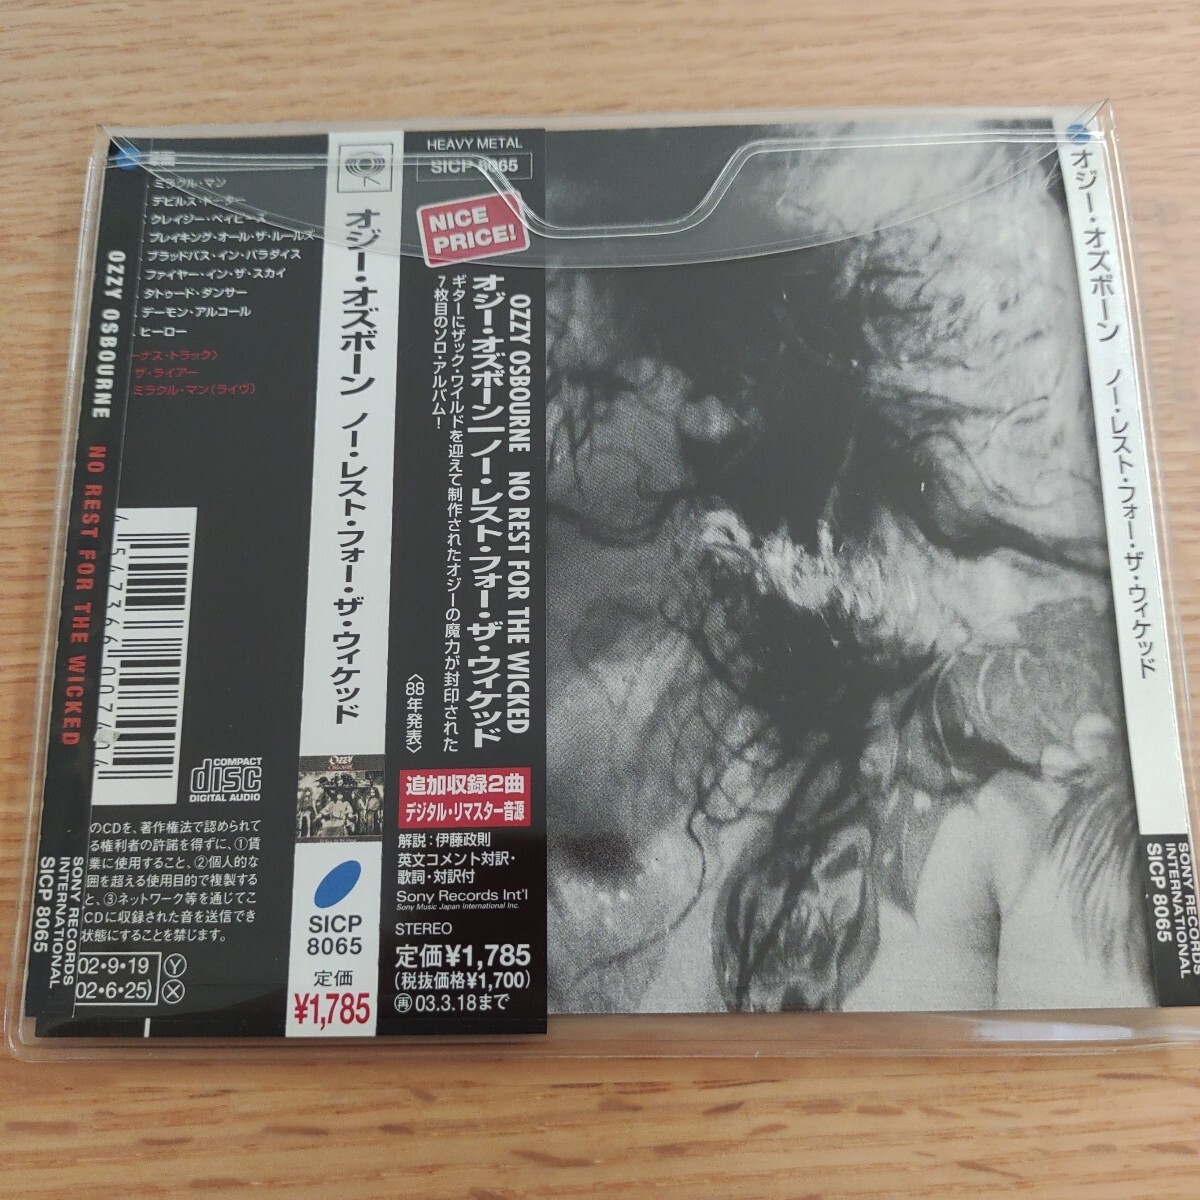 ミラクル・マン
デビルズ・ドーター
クレイジー・ベイビーズ
ブレイキング・オール・ザ・ルールズ
ブラッドバス・イン・パラダイス
ファイヤー・イン・ザ・スカイ
タトゥード・ダンサー
デーモン・アルコール
ヒーロー
ーナス・トラック〉
ザ・ライアー
ミラクル・マン(ライヴ)
OZZY OSBOURNE NO REST FOR THE WICKED
SONY RECORDS
INTERNATIONAL
SICP 8065
COMPACT
disc
DIGITAL AUDIO
のCDを、著作権法で認められて
る権利者の許諾を得ずに、①賃
業に使用すること、②個人的な
囲を超える使用目的で複製する
と、③ネットワーク等を通じてこ
CDに収録された音を送信でき
状態にすることを禁じます。
02・9・19 Ⓨ
02・6・25) Ⓧ
オジー・オズボーン ノー・レスト・フォー・ザ・ウィケッド
OZZY
OSBOURNE
SICP
8065
定価
¥1,785
HEAVY METAL
SICP 8065
NICE
PRICE!
OZZY OSBOURNE NO REST FOR THE WICKED
オジー・オズボーン|ノー・レスト・フォー・ザ・ウィケッド
ギターにザック・ワイルドを迎えて制作されたオジーの魔力が封印された
7枚目のソロ・アルバム!
〈88年発表〉
追加収録2曲
デジタル・リマスター音源
解説:伊藤政則
英文コメント対訳・
歌詞・対訳付
Sony Records Int'l
Sony Music Japan International Inc.
STEREO
定価¥1,785
(税抜価格¥1,700)
㊢03.3.18まで
オジー・オズボーン ノー・レスト・フォー・ザ・ウィケッド
SONY RECORDS
INTERNATIONAL
SICP 8065